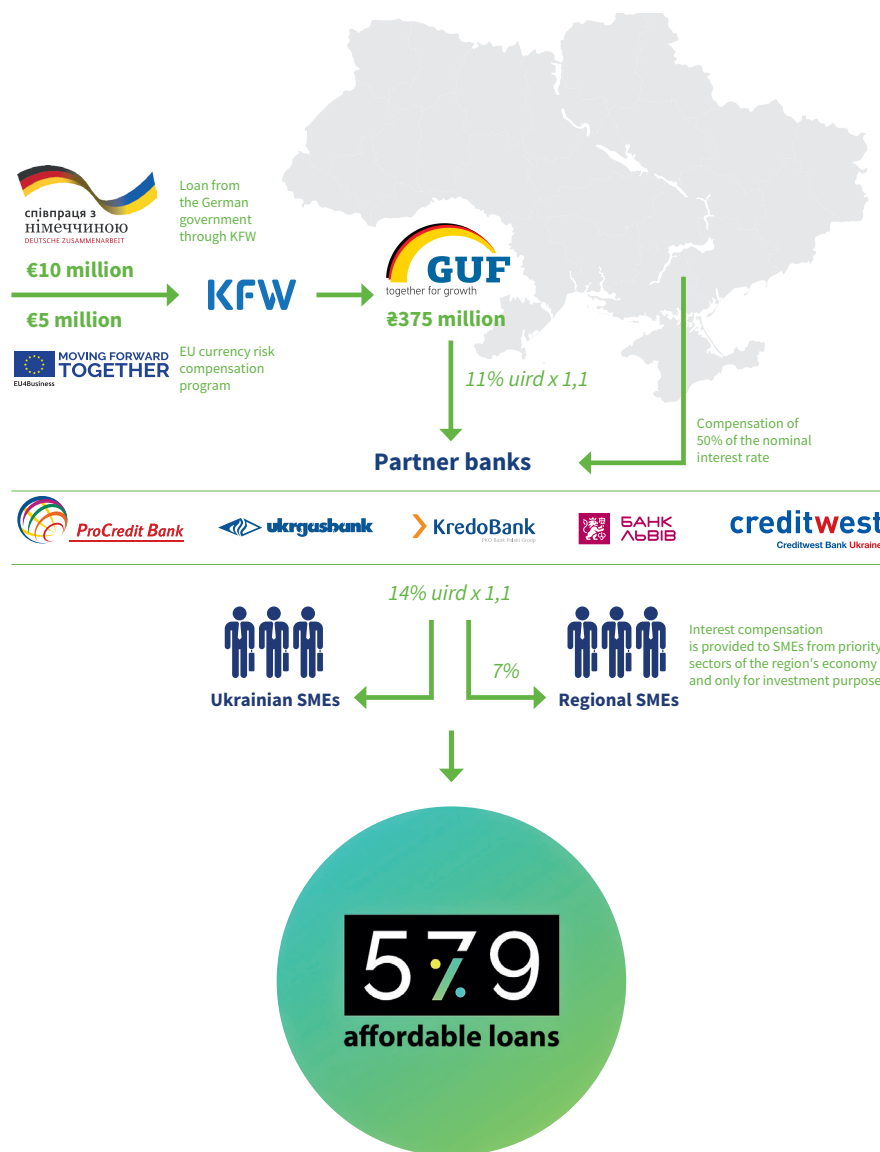 співпраця з
німеччиною
DEUTSCHE ZUSAMMENARBEIT
Loan from
the German
government
through KFW
€10 million
€5 million
KFW
GUF
together for growth
₴375 million
EU4Business
MOVING FORWARD
TOGETHER
EU currency risk
compensation
program
11% uird x 1,1
Compensation of
50% of the nominal
interest rate
Partner banks
ProCredit Bank
ukrgasbank
KredoBank
PKO Bank Polski Group
БАНК
ЛЬВІВ
creditwest
Creditwest Bank Ukraine
14% uird x 1,1
7%
Ukrainian SMEs
Regional SMEs
Interest compensation
is provided to SMEs from priority
sectors of the region's economy
and only for investment purpose
5 7 9
affordable loans